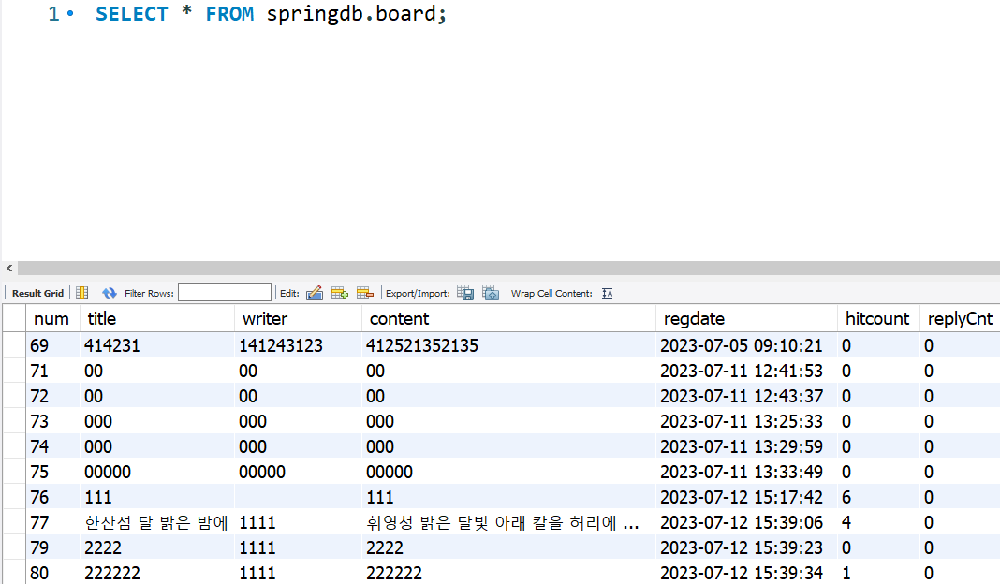 1 SELECT * FROM springdb.board;
Result Grid Filter Rows: Edit: Export/Import: Wrap Cell Content: IA
num title writer content regdate hitcount replyCnt
69 414231 141243123 412521352135 2023-07-05 09:10:21 0 0
71 00 00 00 2023-07-11 12:41:53 0 0
72 00 00 00 2023-07-11 12:43:37 0 0
73 000 000 000 2023-07-11 13:25:33 0 0
74 000 000 000 2023-07-11 13:29:59 0 0
75 00000 00000 00000 2023-07-11 13:33:49 0 0
76 111 111 2023-07-12 15:17:42 6 0
77 한산섬 달 밝은 밤에 1111 휘영청 밝은 달빛 아래 칼을 허리에 ... 2023-07-12 15:39:06 4 0
79 2222 1111 2222 2023-07-12 15:39:23 0 0
80 222222 1111 222222 2023-07-12 15:39:34 1 0